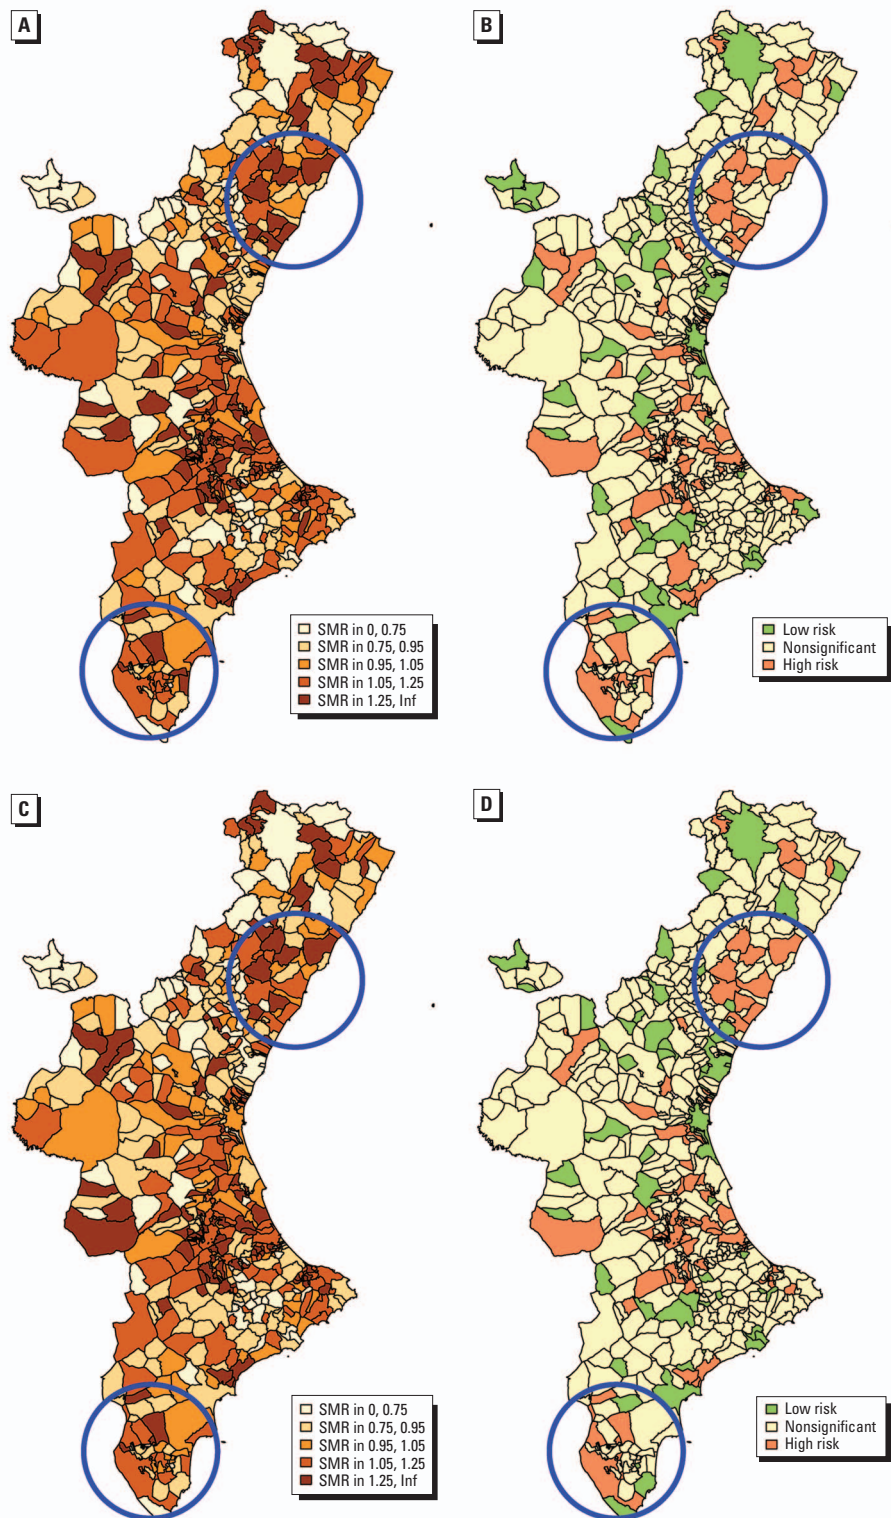 A
B
SMR in 0, 0.75
SMR in 0.75, 0.95
SMR in 0.95, 1.05
SMR in 1.05, 1.25
SMR in 1.25, Inf
Low risk
Nonsignificant
High risk
C
D
SMR in 0, 0.75
SMR in 0.75, 0.95
SMR in 0.95, 1.05
SMR in 1.05, 1.25
SMR in 1.25, Inf
Low risk
Nonsignificant
High risk